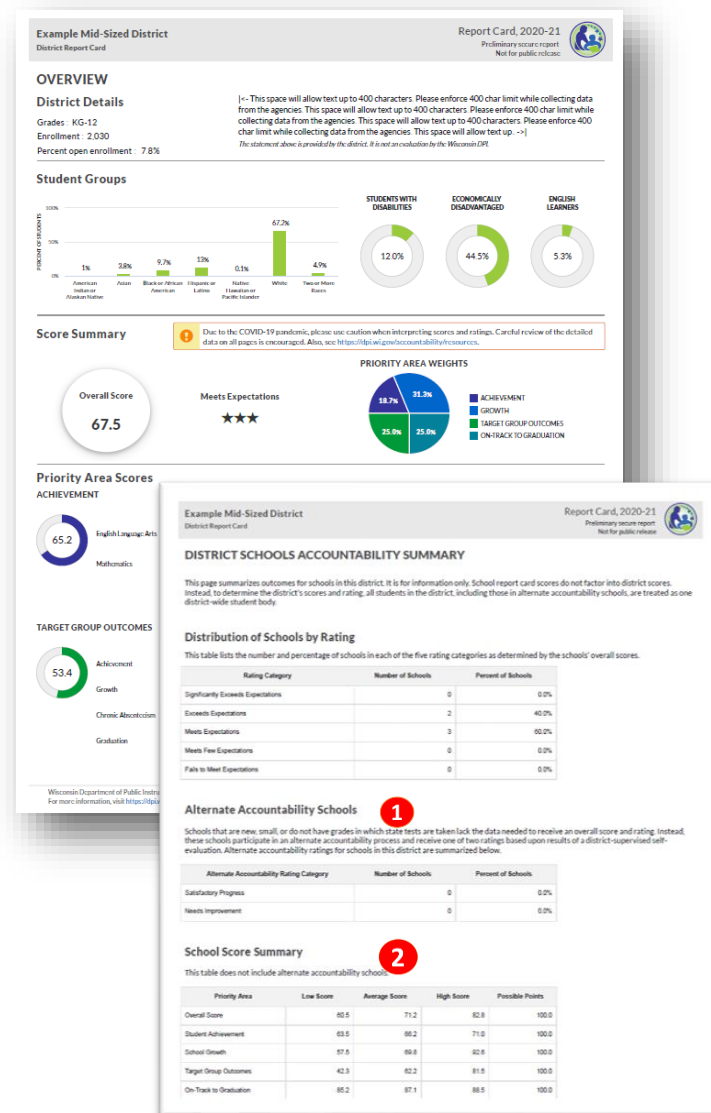 Example Mid-Sized District
District Report Card
Report Card, 2020-21
Preliminary secure report
Not for public release
OVERVIEW
District Details
Grades : KG-12
Enrollment : 2,030
Percent open enrollment : 7.8%
|<- This space will allow text up to 400 characters. Please enforce 400 char limit while collecting data
from the agencies. This space will allow text up to 400 characters. Please enforce 400 char limit while
collecting data from the agencies. This space will allow text up to 400 characters. Please enforce 400
char limit while collecting data from the agencies. This space will allow text up. ->|
The statement above is provided by the district. It is not an evaluation by the Wisconsin DPI.
Student Groups
PERCENT OF STUDENTS
100%
50%
0%
1%
3.8%
9.7%
13%
0.1%
67.2%
4.9%
American Indian or Alaskan Native
Asian
Black or African American
Hispanic or Latino
Native Hawaiian or Pacific Islander
White
Two or More Races
STUDENTS WITH DISABILITIES
12.0%
ECONOMICALLY DISADVANTAGED
44.5%
ENGLISH LEARNERS
5.3%
Score Summary
Due to the COVID-19 pandemic, please use caution when interpreting scores and ratings. Careful review of the detailed
data on all pages is encouraged. Also, see https://dpi.wi.gov/accountability/resources.
Overall Score
67.5
Meets Expectations
★★★
PRIORITY AREA WEIGHTS
18.7%
31.3%
25.0%
25.0%
ACHIEVEMENT
GROWTH
TARGET GROUP OUTCOMES
ON-TRACK TO GRADUATION
Priority Area Scores
ACHIEVEMENT
65.2
English Language Arts
Mathematics
TARGET GROUP OUTCOMES
53.4
Achievement
Growth
Chronic Absenteeism
Graduation
Wisconsin Department of Public Instru
For more information, visit https://dpi.
Example Mid-Sized District
District Report Card
Report Card, 2020-21
Preliminary secure report
Not for public release
DISTRICT SCHOOLS ACCOUNTABILITY SUMMARY
This page summarizes outcomes for schools in this district. It is for information only. School report card scores do not factor into district scores.
Instead, to determine the district's scores and rating, all students in the district, including those in alternate accountability schools, are treated as one
district-wide student body.
Distribution of Schools by Rating
This table lists the number and percentage of schools in each of the five rating categories as determined by the schools' overall scores.
Rating Category Number of Schools Percent of Schools
Significantly Exceeds Expectations 0 0.0%
Exceeds Expectations 2 40.0%
Meets Expectations 3 60.0%
Meets Few Expectations 0 0.0%
Fails to Meet Expectations 0 0.0%
Alternate Accountability Schools
1
Schools that are new, small, or do not have grades in which state tests are taken lack the data needed to receive an overall score and rating. Instead,
these schools participate in an alternate accountability process and receive one of two ratings based upon results of a district-supervised self-
evaluation. Alternate accountability ratings for schools in this district are summarized below.
Alternate Accountability Rating Category Number of Schools Percent of Schools
Satisfactory Progress 0 0.0%
Needs Improvement 0 0.0%
School Score Summary
2
This table does not include alternate accountability schools.
Priority Area Low Score Average Score High Score Possible Points
Overall Score 60.5 71.2 82.8 100.0
Student Achievement 63.5 66.2 71.0 100.0
School Growth 57.5 69.8 92.6 100.0
Target Group Outcomes 42.3 62.2 81.5 100.0
On-Track to Graduation 85.2 87.1 88.5 100.0